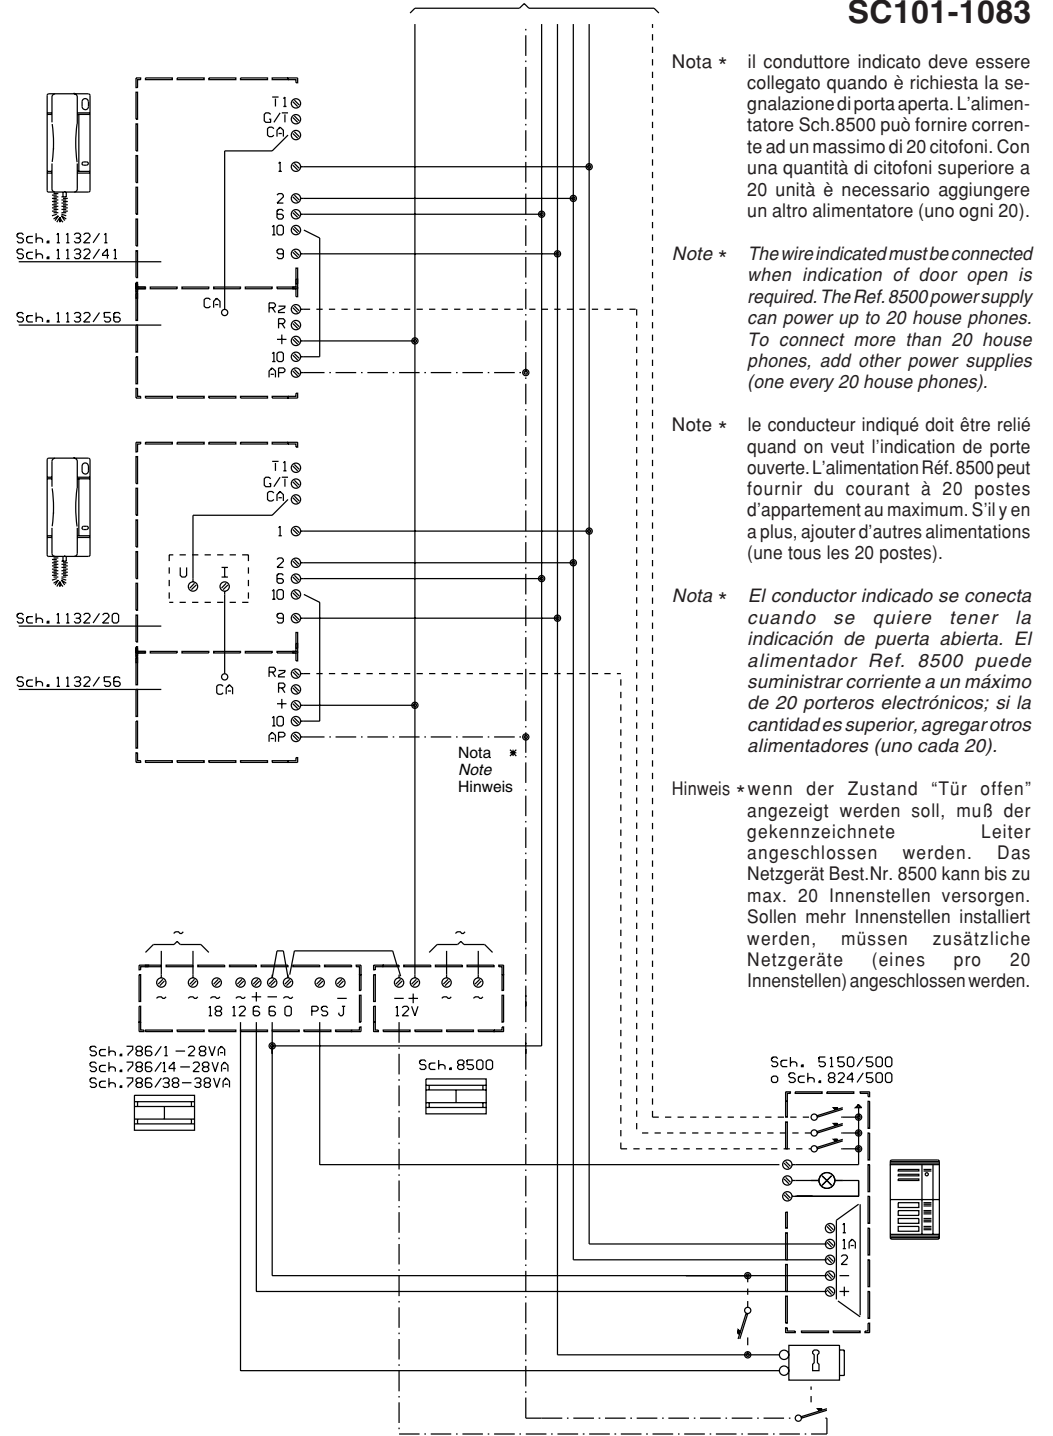 SC101-1083
Nota * il conduttore indicato deve essere
collegato quando è richiesta la se-
gnalazione di porta aperta. L'alimen-
tatore Sch.8500 può fornire corren-
te ad un massimo di 20 citofoni. Con
una quantità di citofoni superiore a
20 unità è necessario aggiungere
un altro alimentatore (uno ogni 20).
Note * The wire indicated must be connected
when indication of door open is
required. The Ref. 8500 power supply
can power up to 20 house phones.
To connect more than 20 house
phones, add other power supplies
(one every 20 house phones).
Note * le conducteur indiqué doit être relié
quand on veut l'indication de porte
ouverte. L'alimentation Réf. 8500 peut
fournir du courant à 20 postes
d'appartement au maximum. S'il y en
a plus, ajouter d'autres alimentations
(une tous les 20 postes).
Nota * El conductor indicado se conecta
cuando se quiere tener la
indicación de puerta abierta. El
alimentador Ref. 8500 puede
suministrar corriente a un máximo
de 20 porteros electrónicos; si la
cantidad es superior, agregar otros
alimentadores (uno cada 20).
Hinweis * wenn der Zustand "Tür offen"
angezeigt werden soll, muß der
gekennzeichnete Leiter
angeschlossen werden. Das
Netzgerät Best.Nr. 8500 kann bis zu
max. 20 Innenstellen versorgen.
Sollen mehr Innenstellen installiert
werden, müssen zusätzliche
Netzgeräte (eines pro 20
Innenstellen) angeschlossen werden.
T1
G/T
CA
1
2
6
10
9
Sch.1132/1
Sch.1132/41
CA
Sch.1132/56
Rz
R
+
10
AP
T1
G/T
CA
1
U I
2
6
10
9
Sch.1132/20
Sch.1132/56
CA
Rz
R
+
10
AP
Nota *
Note
Hinweis
~ ~
~ ~ ~ ~ + − ~ −
18 12 6 6 0 PS J
− + ~ ~
12V
Sch.786/1 -28VA
Sch.786/14-28VA
Sch.786/38-38VA
Sch.8500
Sch. 5150/500
o Sch.824/500
1
1A
2
−
+